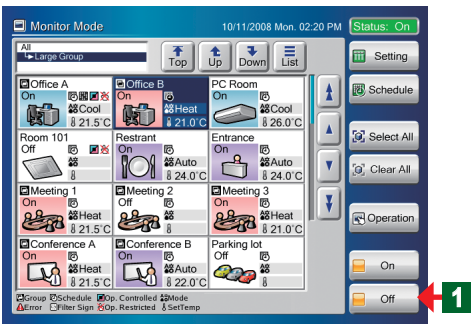 Monitor Mode 10/11/2008 Mon. 02:20 PM Status: On
All
Large Group
Top Up Down List
Setting
Schedule
Select All
Clear All
Operation
On
Off
1
Office A
On
Cool
21.5°C
Office B
On
Heat
21.0°C
PC Room
On
Cool
26.0°C
Room 101
Off
Restrant
On
Auto
24.0°C
Entrance
On
Auto
24.0°C
Meeting 1
On
Heat
21.5°C
Meeting 2
Off
Meeting 3
On
Heat
21.0°C
Conference A
On
Heat
21.5°C
Conference B
On
Auto
22.0°C
Parking lot
Off
Group Schedule Op. Controlled Mode
Error Filter Sign Op. Restricted SetTemp